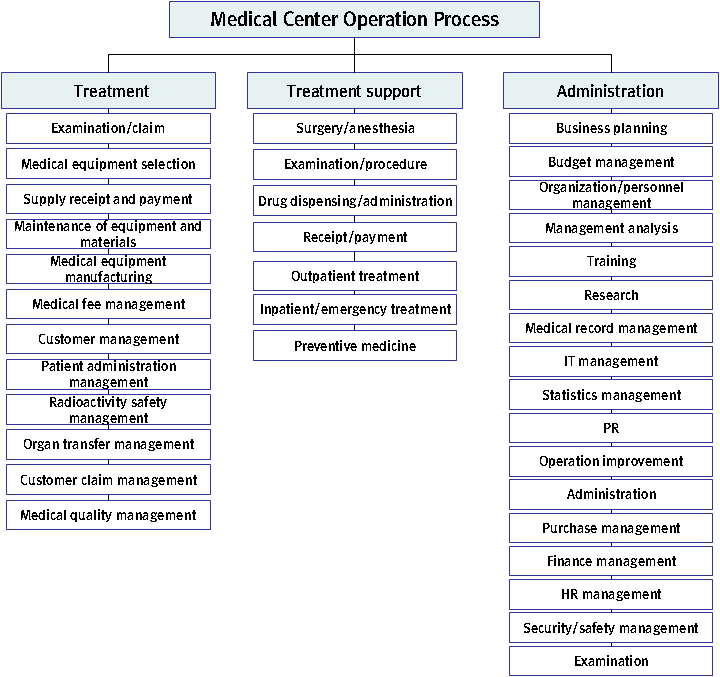 Medical Center Operation Process
Treatment
Examination/claim
Medical equipment selection
Supply receipt and payment
Maintenance of equipment and
materials
Medical equipment
manufacturing
Medical fee management
Customer management
Patient administration
management
Radioactivity safety
management
Organ transfer management
Customer claim management
Medical quality management
Treatment support
Surgery/anesthesia
Examination/procedure
Drug dispensing/administration
Receipt/payment
Outpatient treatment
Inpatient/emergency treatment
Preventive medicine
Administration
Business planning
Budget management
Organization/personnel
management
Management analysis
Training
Research
Medical record management
IT management
Statistics management
PR
Operation improvement
Administration
Purchase management
Finance management
HR management
Security/safety management
Examination